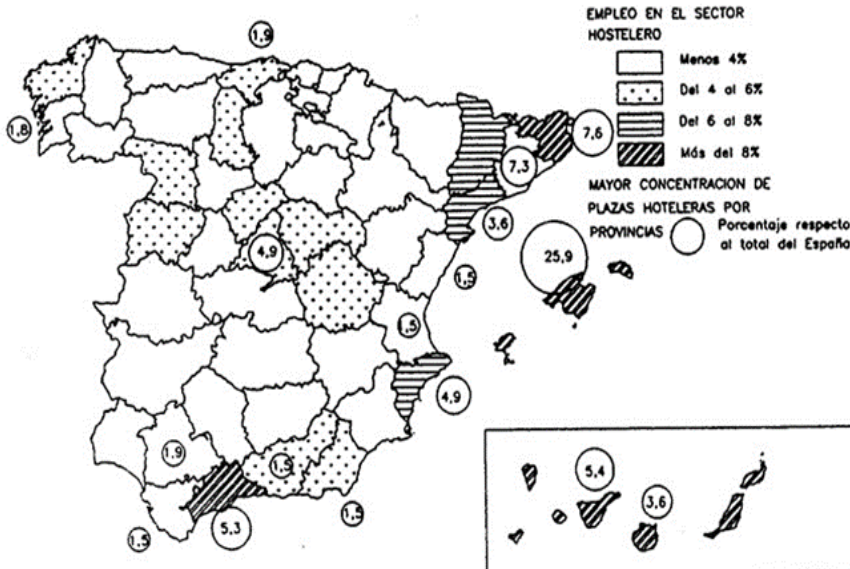 EMPLEO EN EL SECTOR
HOSTELERO
Menos 4%
Del 4 al 6%
Del 6 al 8%
Más del 8%
MAYOR CONCENTRACION DE
PLAZAS HOTELERAS POR
PROVINCIAS
Porcentaje respecto
al total del España
1,9
1,8
7,6
7,3
3,6
25,9
4,9
1,5
1,5
4,9
1,9
1,5
1,5
5,3
1,5
5,4
3,6